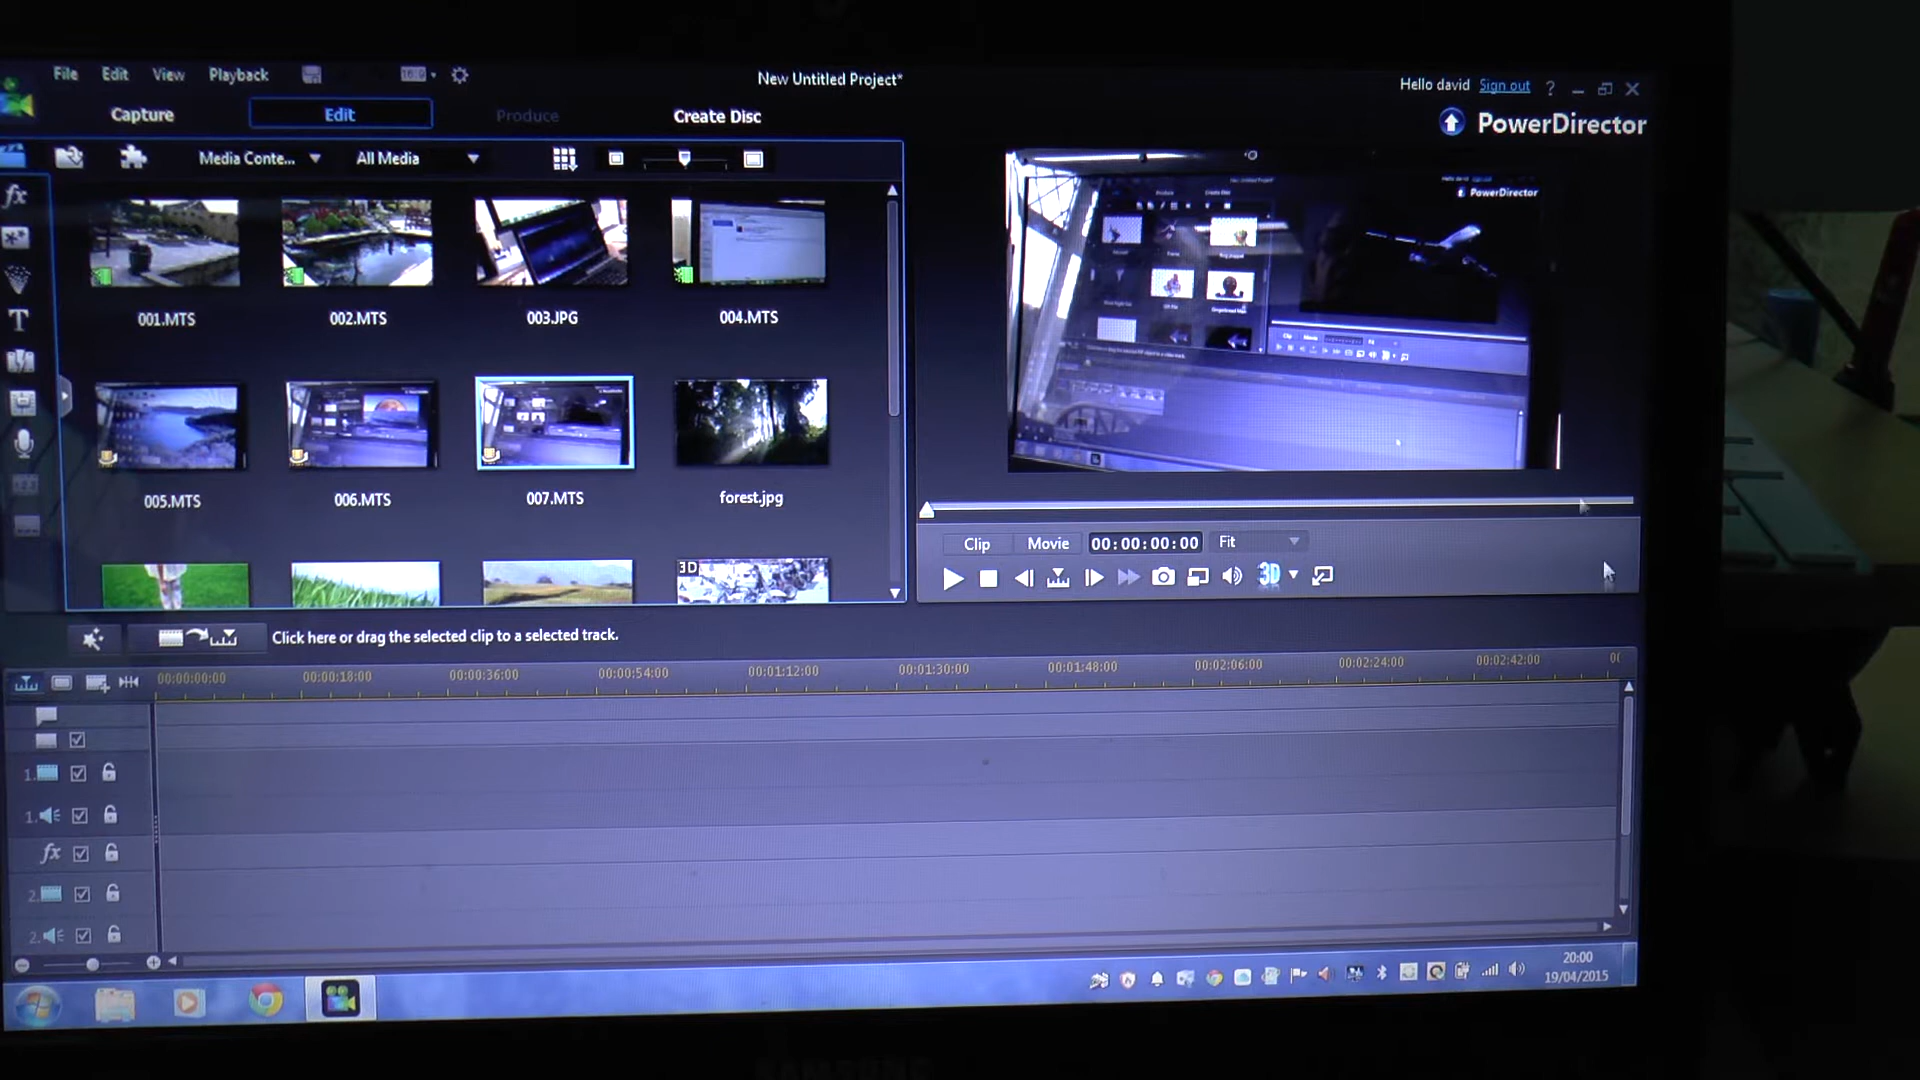 File Edit View Playback 16:9
New Untitled Project*
Hello david Sign out ?
Capture Edit Produce Create Disc
PowerDirector
Media Conte... All Media
fx
T
001.MTS 002.MTS 003.JPG 004.MTS
005.MTS 006.MTS 007.MTS forest.jpg
3D
PowerDirector
Clip Movie 00:00:00:00 Fit
3D
Click here or drag the selected clip to a selected track.
00:00:00:00 00:00:18:00 00:00:36:00 00:00:54:00 00:01:12:00 00:01:30:00 00:01:48:00 00:02:06:00 00:02:24:00 00:02:42:00 00
1.
1.
fx
2.
2.
20:00
19/04/2015
SAMSUNG